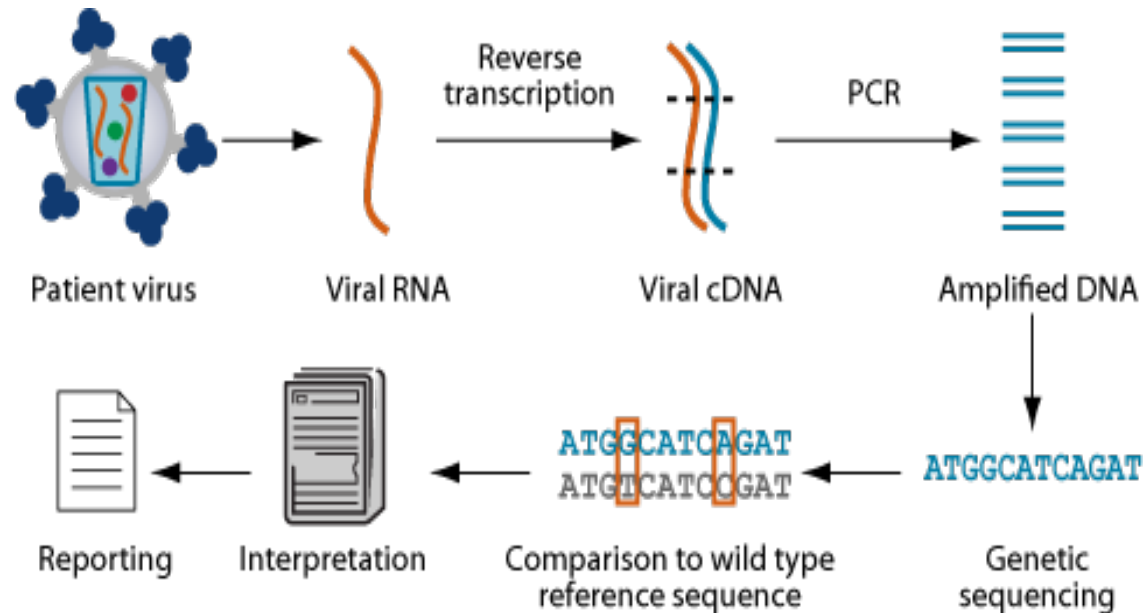 Reverse
transcription
PCR
Patient virus
Viral RNA
Viral cDNA
Amplified DNA
ATGGCATCAGAT
ATGTCATCCGAT
ATGGCATCAGAT
Reporting
Interpretation
Comparison to wild type
reference sequence
Genetic
sequencing